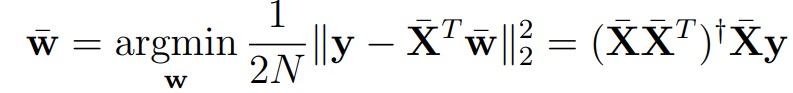 w̄ = argmin_w 1/2N ‖y − X̄ᵀw̄‖₂² = (X̄X̄ᵀ)†X̄y